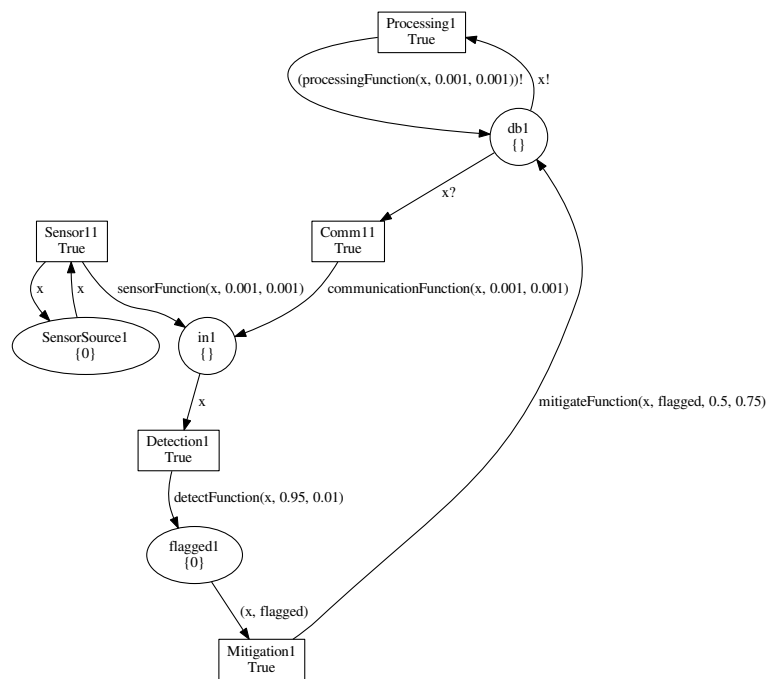 Processing1
True
(processingFunction(x, 0.001, 0.001))!
x!
db1
{}
x?
Sensor11
True
Comm11
True
x
x
sensorFunction(x, 0.001, 0.001)
communicationFunction(x, 0.001, 0.001)
SensorSource1
{0}
in1
{}
x
mitigateFunction(x, flagged, 0.5, 0.75)
Detection1
True
detectFunction(x, 0.95, 0.01)
flagged1
{0}
(x, flagged)
Mitigation1
True